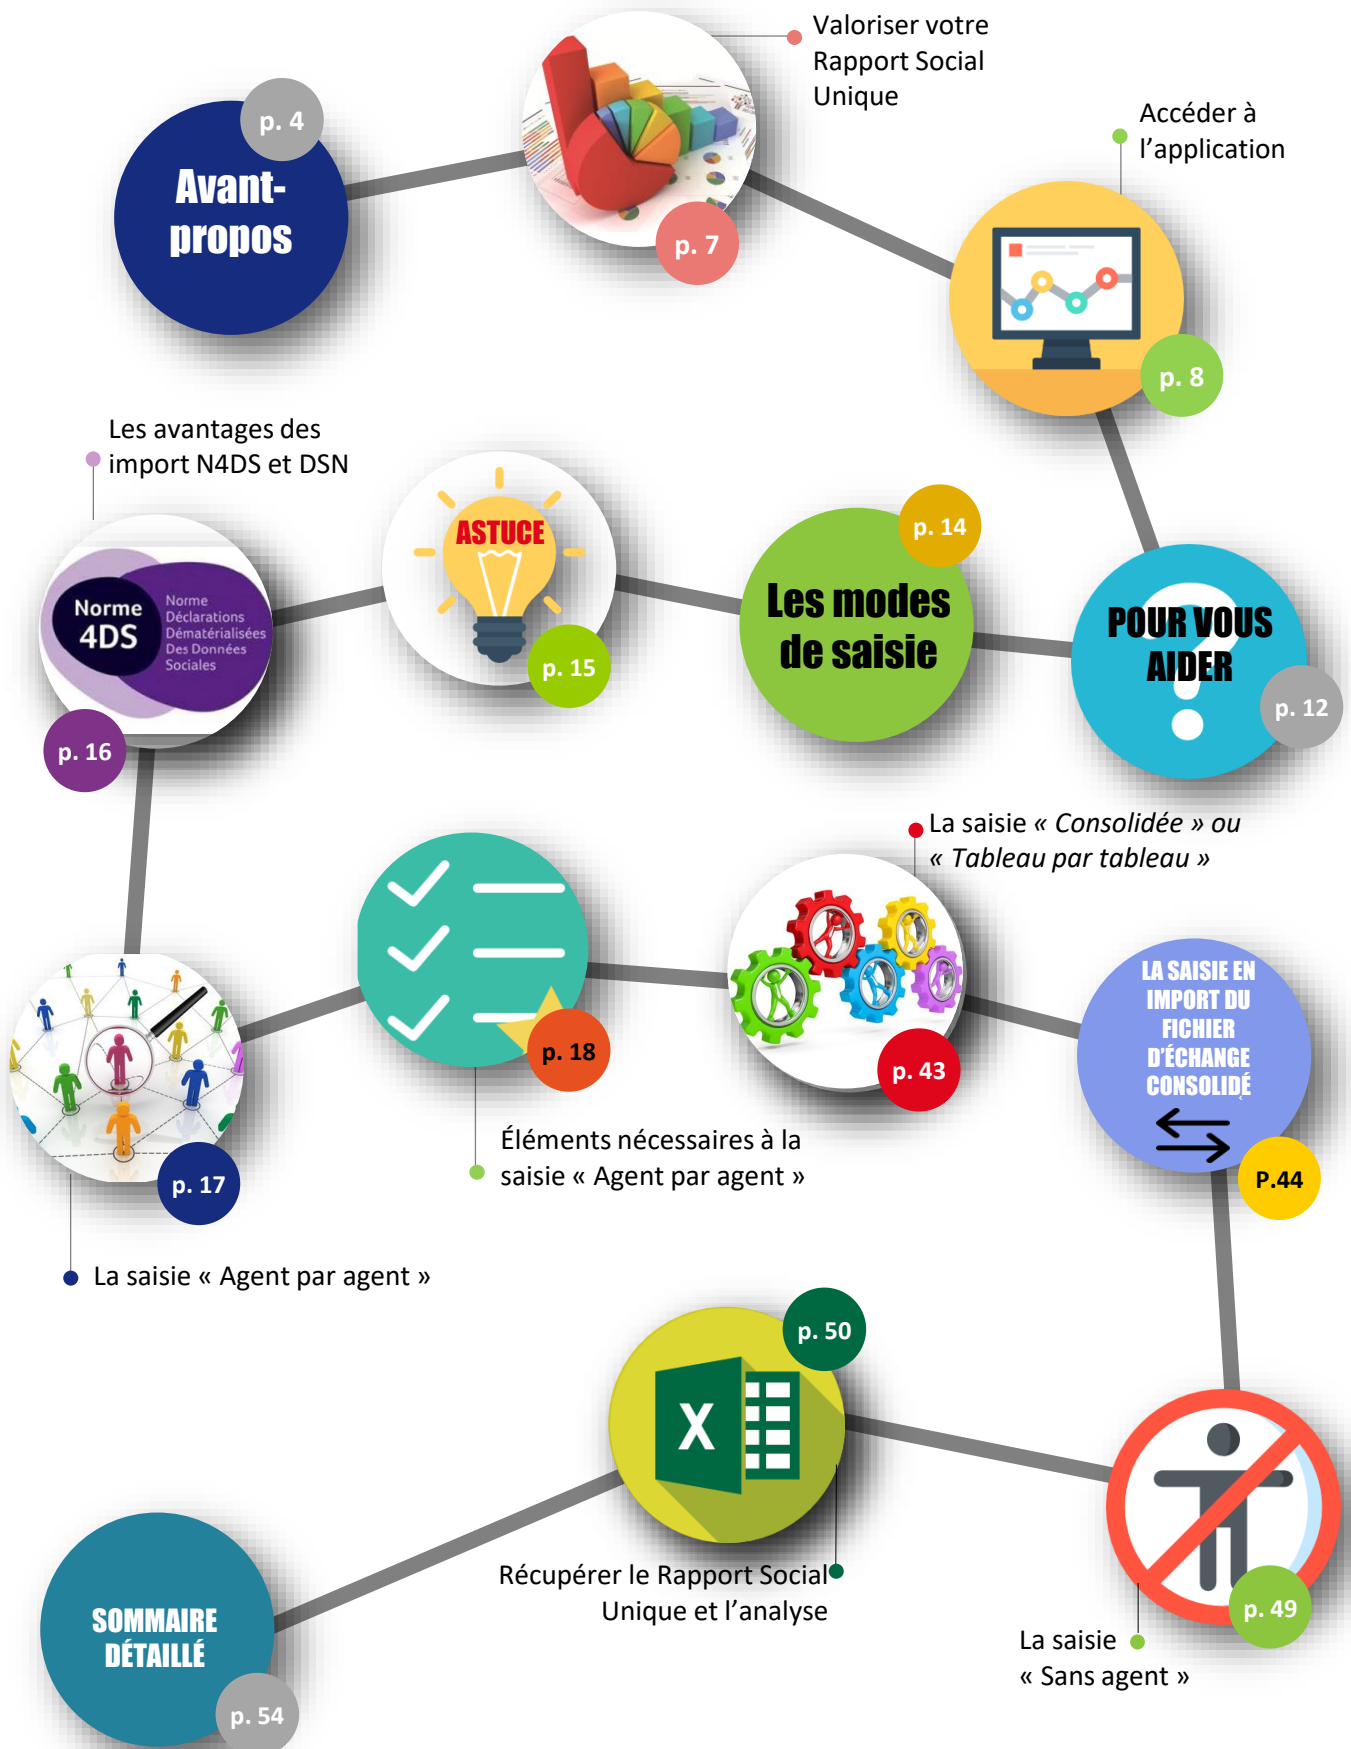 Avant-
propos
p. 4
Valoriser votre
Rapport Social
Unique
p. 7
Accéder à
l’application
p. 8
POUR VOUS
AIDER
?
p. 12
Les modes
de saisie
p. 14
ASTUCE
p. 15
Les avantages des
import N4DS et DSN
Norme
4DS
Norme
Déclarations
Dématérialisées
Des Données
Sociales
p. 16
p. 17
La saisie « Agent par agent »
p. 18
Éléments nécessaires à la
saisie « Agent par agent »
La saisie « Consolidée » ou
« Tableau par tableau »
p. 43
LA SAISIE EN
IMPORT DU
FICHIER
D’ÉCHANGE
CONSOLIDÉ
P.44
p. 49
La saisie
« Sans agent »
p. 50
X
Récupérer le Rapport Social
Unique et l’analyse
SOMMAIRE
DÉTAILLÉ
p. 54